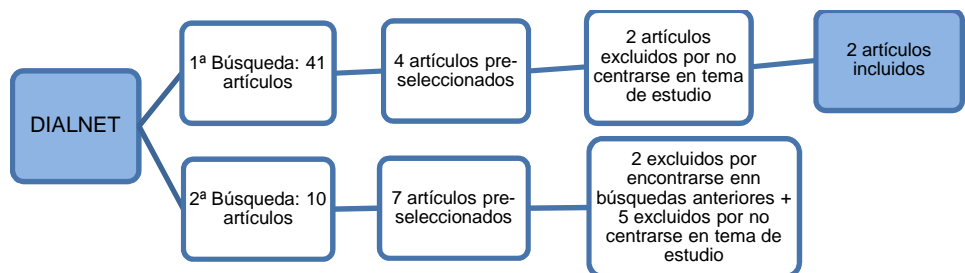 DIALNET
1ª Búsqueda: 41
artículos
4 artículos pre-
seleccionados
2 artículos
excluidos por no
centrarse en tema
de estudio
2 artículos
incluidos
2ª Búsqueda: 10
artículos
7 artículos pre-
seleccionados
2 excluidos por
encontrarse enn
búsquedas anteriores +
5 excluidos por no
centrarse en tema de
estudio